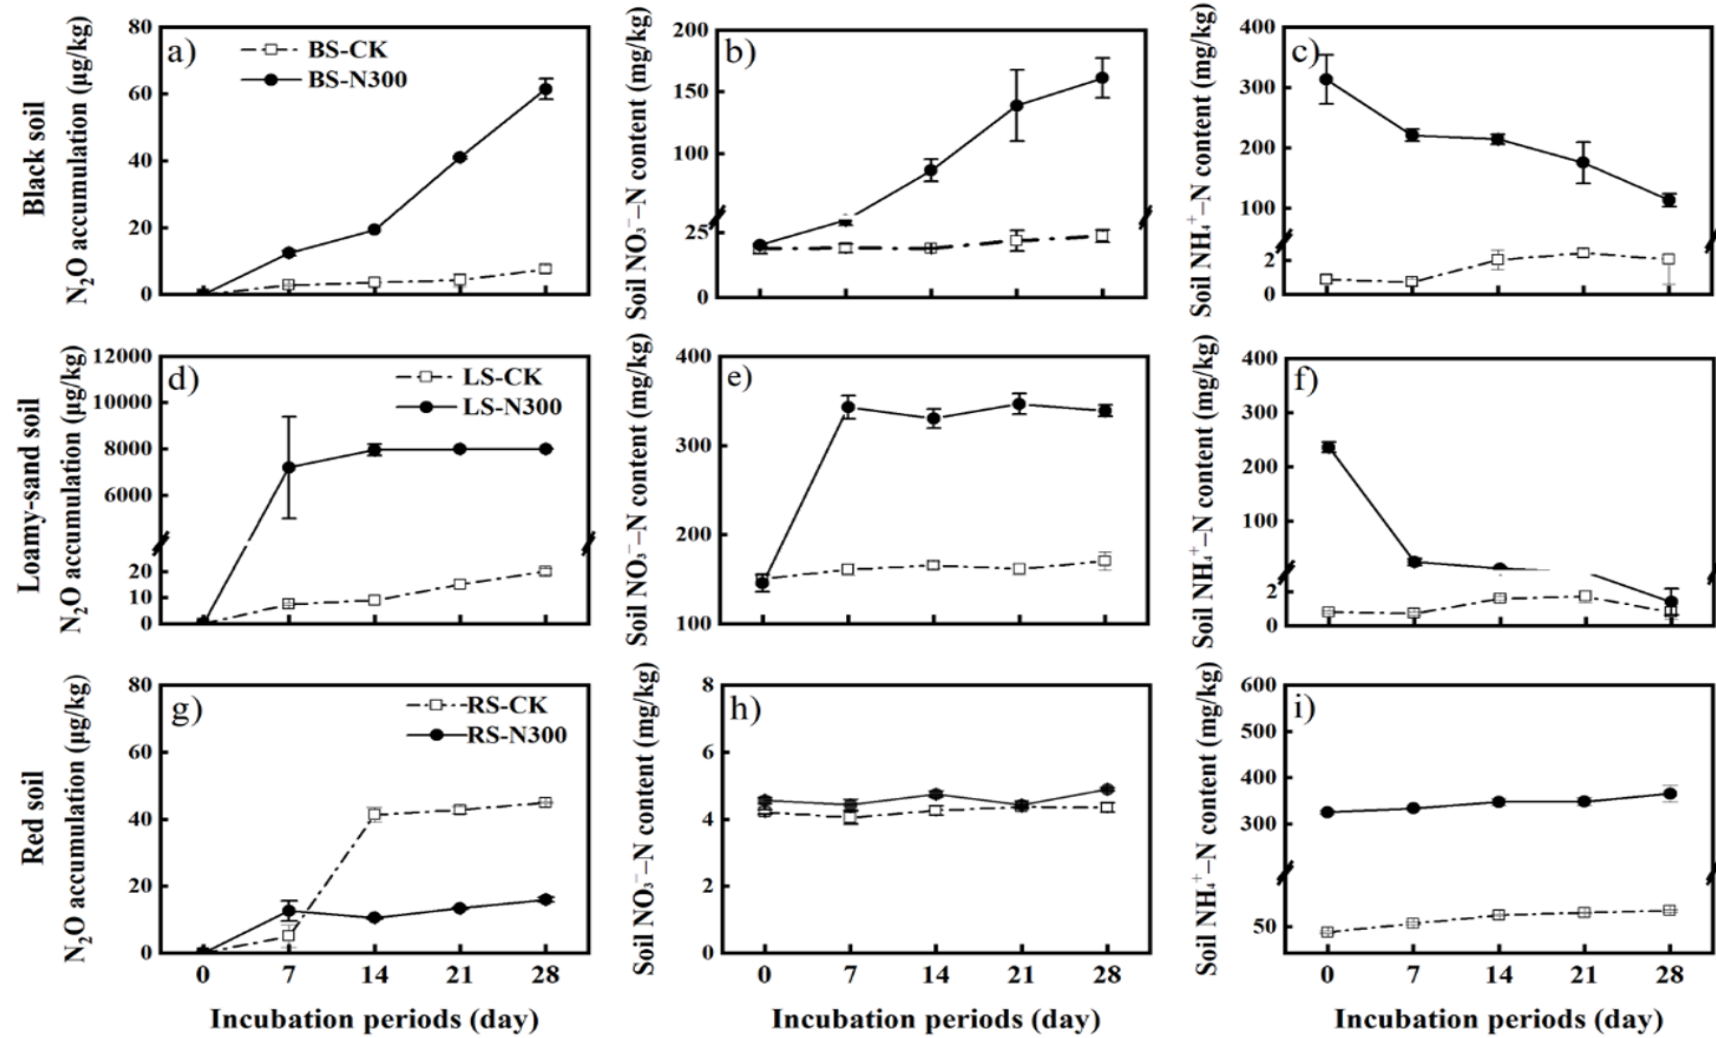 Black soil
N₂O accumulation (μg/kg)
80
60
40
20
0
a)
BS-CK
BS-N300
Soil NO₃⁻–N content (mg/kg)
200
150
100
25
0
b)
Soil NH₄⁺–N content (mg/kg)
400
300
200
100
2
0
c)
Loamy-sand soil
N₂O accumulation (μg/kg)
12000
10000
8000
6000
20
10
0
d)
LS-CK
LS-N300
Soil NO₃⁻–N content (mg/kg)
400
300
200
100
e)
Soil NH₄⁺–N content (mg/kg)
400
300
200
100
2
0
f)
Red soil
N₂O accumulation (μg/kg)
80
60
40
20
0
g)
RS-CK
RS-N300
0 7 14 21 28
Incubation periods (day)
Soil NO₃⁻–N content (mg/kg)
8
6
4
2
0
h)
0 7 14 21 28
Incubation periods (day)
Soil NH₄⁺–N content (mg/kg)
600
500
400
300
50
i)
0 7 14 21 28
Incubation periods (day)